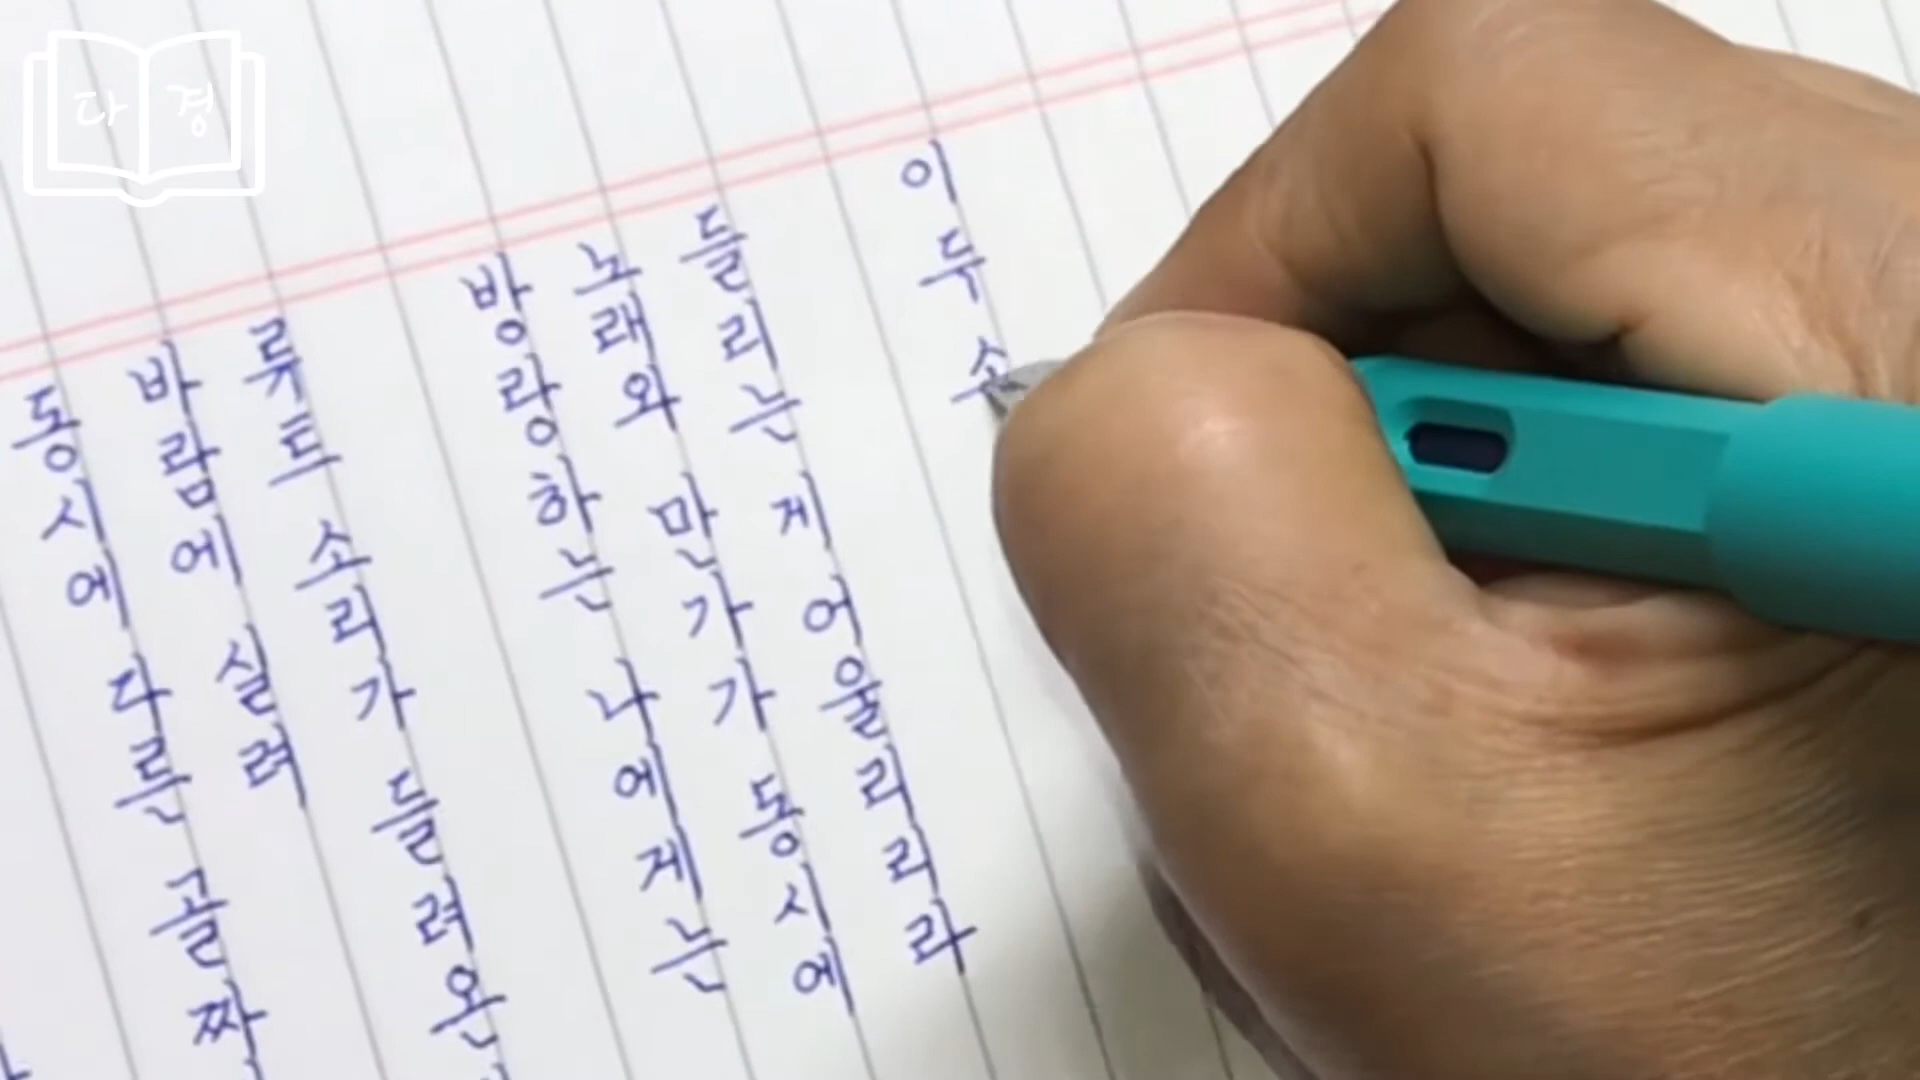 다경
동시에 다른 골짜
바람에 실려
류트 소리가 들려온
방랑하는 나에게는
노래와 만가가 동시에
들리는 게 어울리리라
이 두 소